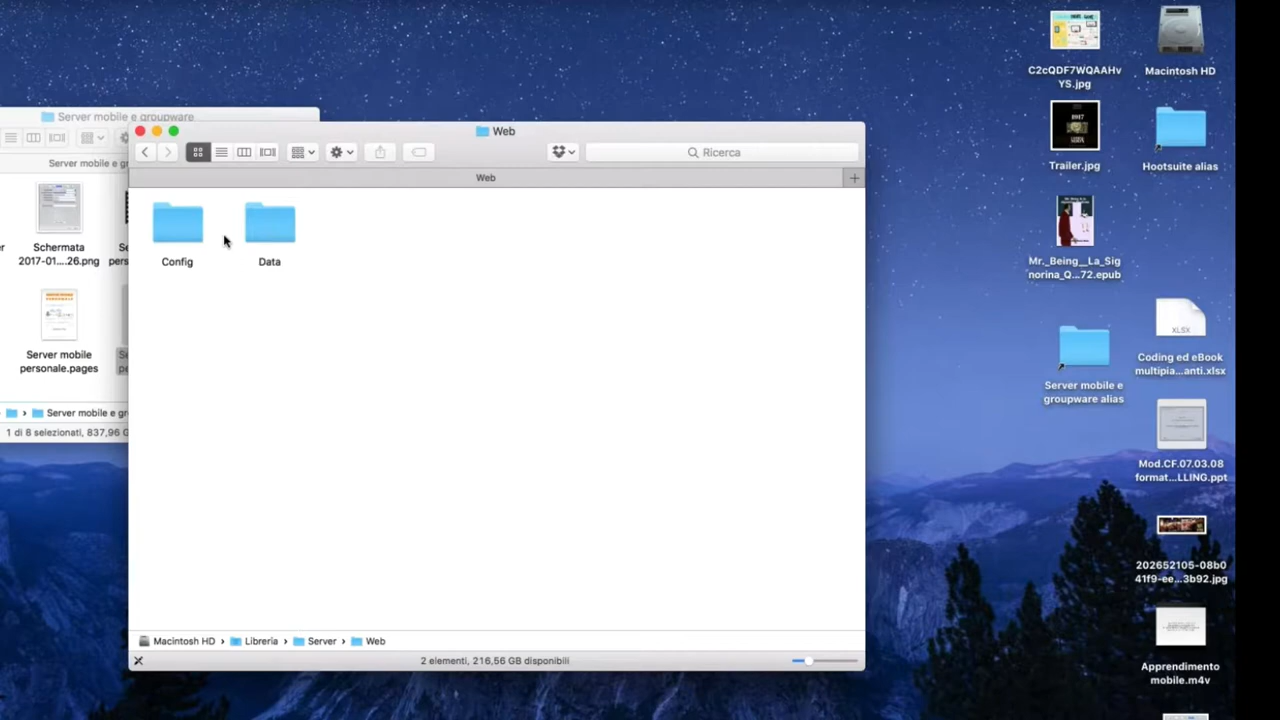 Server mobile e groupware
Server mobile e gr
Schermata
2017-01....26.png
Server mobile
personale.pages
Server mobile e gr
1 di 8 selezionati, 837,96 G
Web
Ricerca
Web
Config
Data
Macintosh HD
Libreria
Server
Web
2 elementi, 216,56 GB disponibili
C2cQDF7WQAAHv
YS.jpg
Macintosh HD
Trailer.jpg
Hootsuite alias
Mr._Being__La_Sig
norina_Q...72.epub
XLSX
Coding ed eBook
multipia...anti.xlsx
Server mobile e
groupware alias
Mod.CF.07.03.08
format...LLING.ppt
202652105-08b0
41f9-ee...3b92.jpg
Apprendimento
mobile.m4v